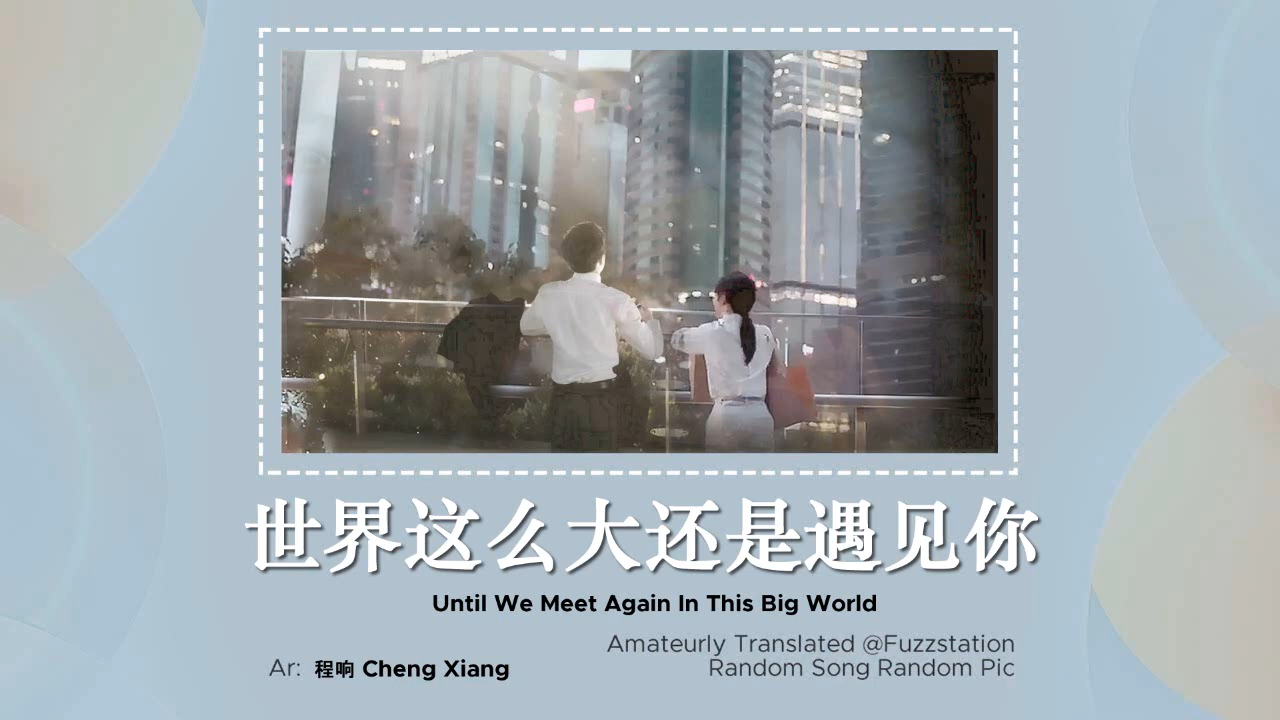 世界这么大还是遇见你
Until We Meet Again In This Big World
Amateurly Translated @Fuzzstation
Random Song Random Pic
Ar: 程响 Cheng Xiang